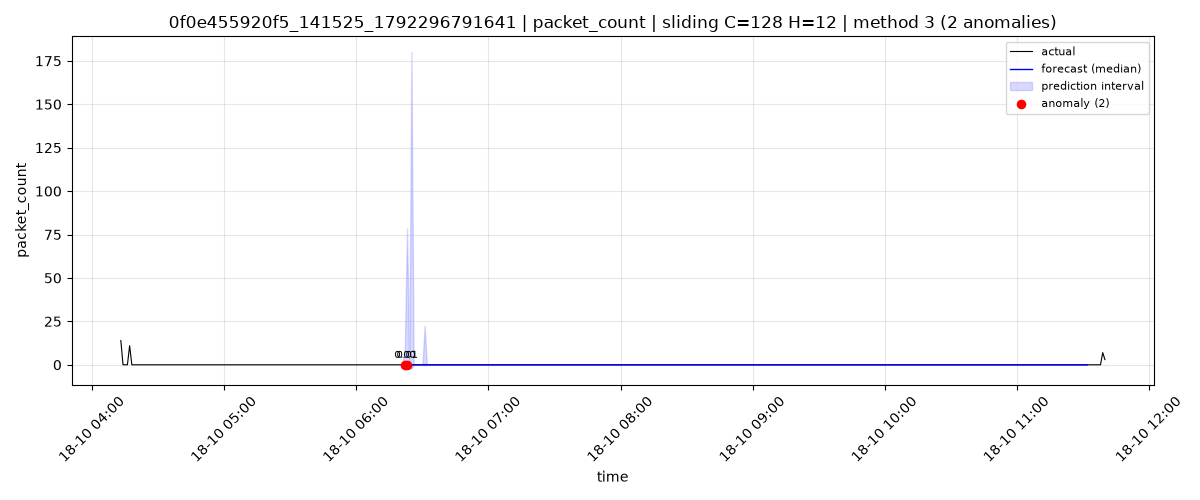 0f0e455920f5_141525_1792296791641 | packet_count | sliding C=128 H=12 | method 3 (2 anomalies)
actual
forecast (median)
prediction interval
anomaly (2)
packet_count
175
150
125
100
75
50
25
0
18-10 04:00
18-10 05:00
18-10 06:00
18-10 07:00
18-10 08:00
18-10 09:00
18-10 10:00
18-10 11:00
18-10 12:00
time